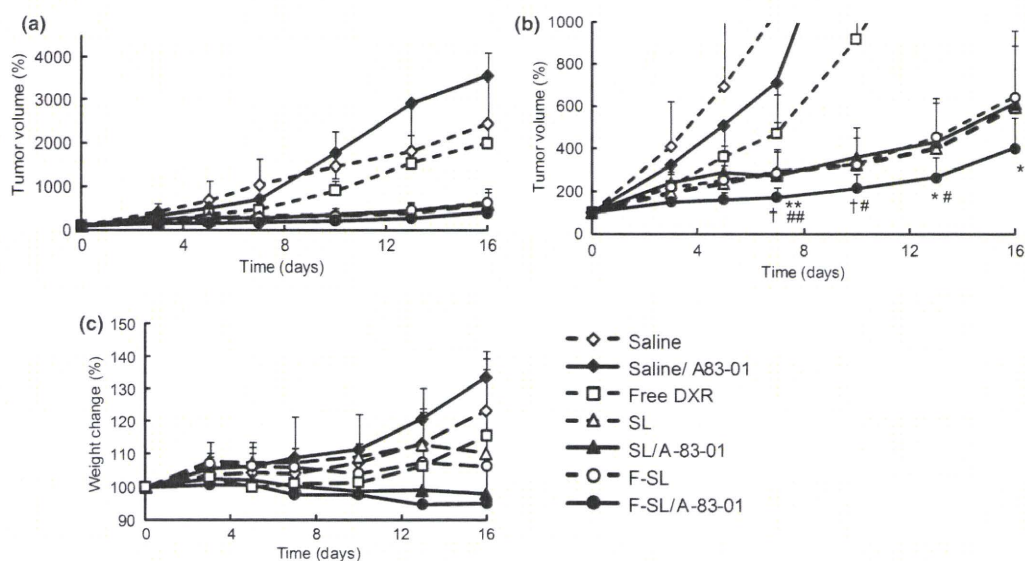 (a)
4000
3000
2000
1000
0
Tumor volume (%)
0 4 8 12 16
Time (days)
(b)
1000
800
600
400
200
0
Tumor volume (%)
† ** ## †# *# *
0 4 8 12 16
Time (days)
(c)
150
140
130
120
110
100
90
Weight change (%)
0 4 8 12 16
Time (days)
Saline
Saline/ A83-01
Free DXR
SL
SL/A-83-01
F-SL
F-SL/A-83-01